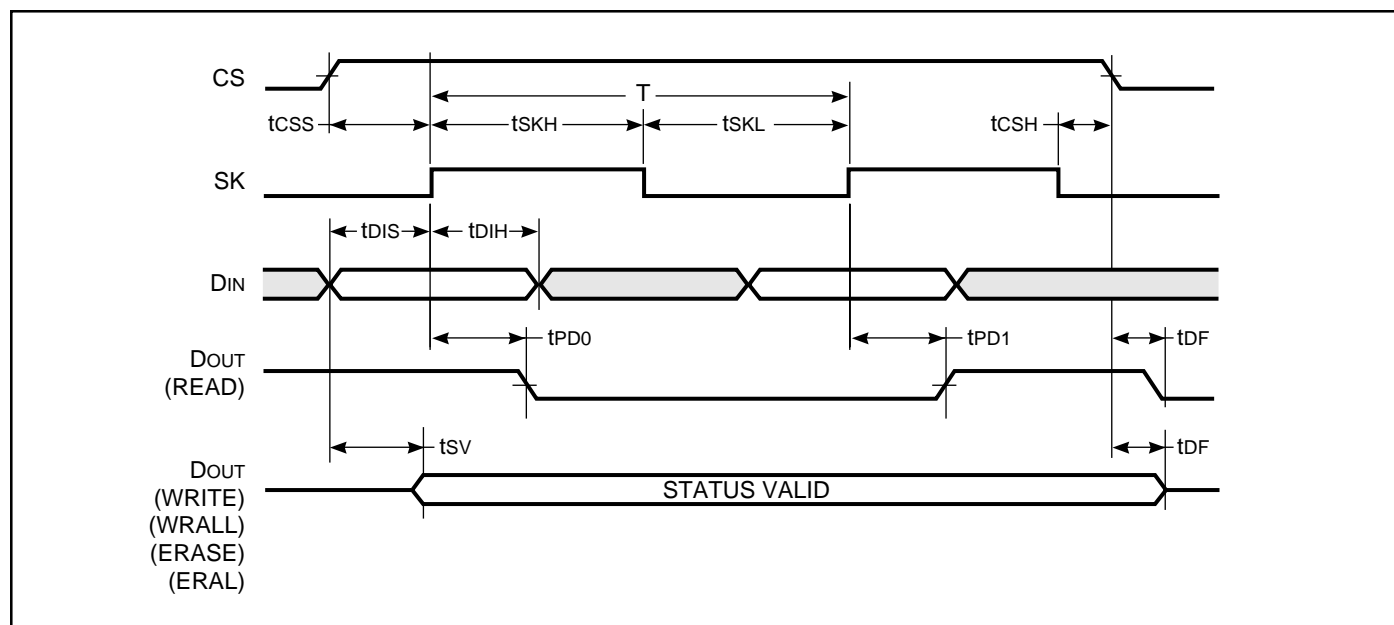 CS
T
tCSS
tSKH
tSKL
tCSH
SK
tDIS
tDIH
DIN
tPD0
tPD1
tDF
DOUT
(READ)
tSV
tDF
DOUT
(WRITE)
(WRALL)
(ERASE)
(ERAL)
STATUS VALID